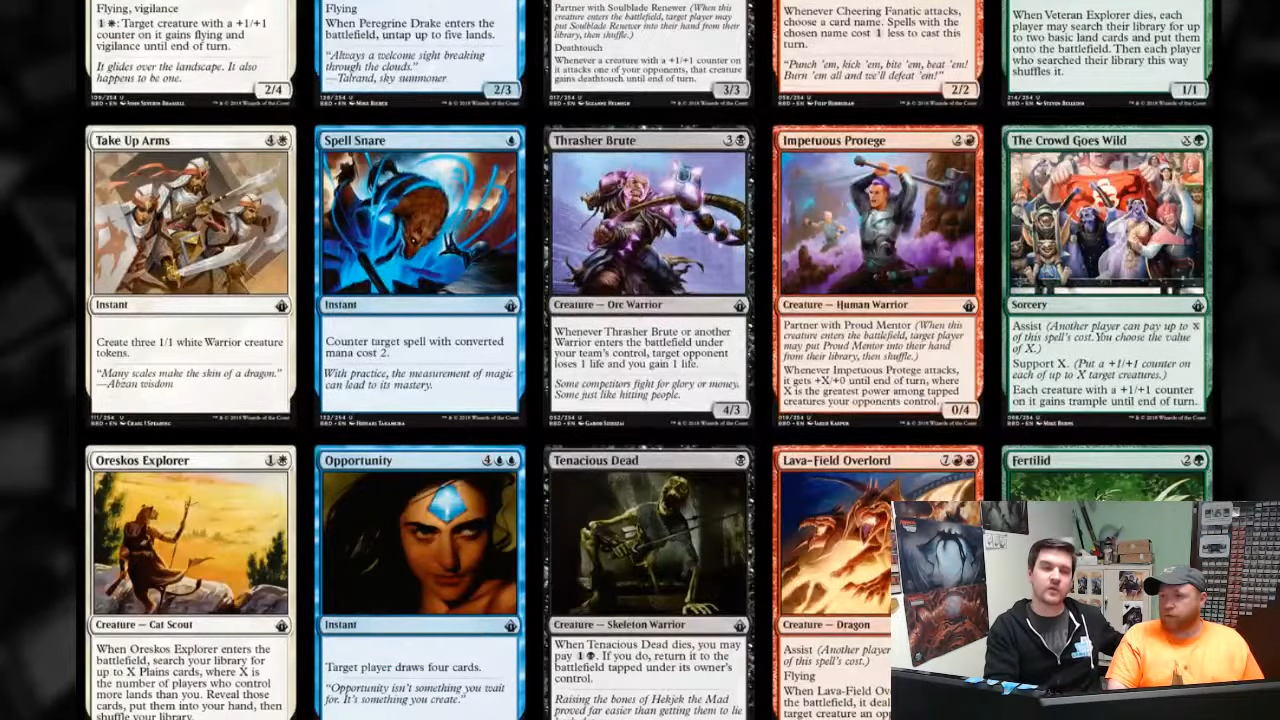 Flying, vigilance
1W:Target creature with a +1/+1
counter on it gains flying and
vigilance until end of turn.
It glides over the landscape. It also
happens to be one.
2/4
Flying
When Peregrine Drake enters the
battlefield, untap up to five lands.
"Always a welcome sight breaking
through the clouds."
—Talrand, sky summoner
2/3
Partner with Soulblade Renewer (When this
creature enters the battlefield, target player may
put Soulblade Renewer into their hand from their
library, then shuffle.)
Deathtouch
Whenever a creature with a +1/+1 counter on
it attacks one of your opponents, that creature
gains deathtouch until end of turn.
3/3
Whenever Cheering Fanatic attacks,
choose a card name. Spells with the
chosen name cost 1 less to cast this
turn.
"Punch 'em, kick 'em, bite 'em, beat 'em!
Burn 'em all and we'll defeat 'em!"
2/2
When Veteran Explorer dies, each
player may search their library for up
to two basic land cards and put them
onto the battlefield. Then each player
who searched their library this way
shuffles it.
1/1
Take Up Arms
4
Instant
Create three 1/1 white Warrior creature
tokens.
"Many scales make the skin of a dragon."
—Abzan wisdom
111/254 U
Spell Snare
Instant
Counter target spell with converted
mana cost 2.
With practice, the measurement of magic
can lead to its mastery.
Thrasher Brute
3
Creature — Orc Warrior
Whenever Thrasher Brute or another
Warrior enters the battlefield under
your team's control, target opponent
loses 1 life and you gain 1 life.
Some competitors fight for glory or money.
Some just like hitting people.
4/3
052/254 U
Impetuous Protege
2
Creature — Human Warrior
Partner with Proud Mentor (When this
creature enters the battlefield, target player
may put Proud Mentor into their hand
from their library, then shuffle.)
Whenever Impetuous Protege attacks,
it gets +X/+0 until end of turn, where
X is the greatest power among tapped
creatures your opponents control.
0/4
019/254 U
The Crowd Goes Wild
X
Sorcery
Assist (Another player can pay up to X
of this spell's cost. You choose the value
of X.)
Support X. (Put a +1/+1 counter on
each of up to X target creatures.)
Each creature with a +1/+1 counter
on it gains trample until end of turn.
Oreskos Explorer
1
Creature — Cat Scout
When Oreskos Explorer enters the
battlefield, search your library for
up to X Plains cards, where X is
the number of players who control
more lands than you. Reveal those
cards, put them into your hand, then
shuffle your library.
Opportunity
4
Instant
Target player draws four cards.
"Opportunity isn't something you wait
for. It's something you create."
Tenacious Dead
Creature — Skeleton Warrior
When Tenacious Dead dies, you may
pay 1B. If you do, return it to the
battlefield tapped under its owner's
control.
Raising the bones of Hekjek the Mad
proved far easier than getting them to lie
Lava-Field Overlord
7
Creature — Dragon
Assist (Another player
of this spell's cost.)
Flying
When Lava-Field Ov
battlefield, it deal
target creature an opp
Fertilid
2